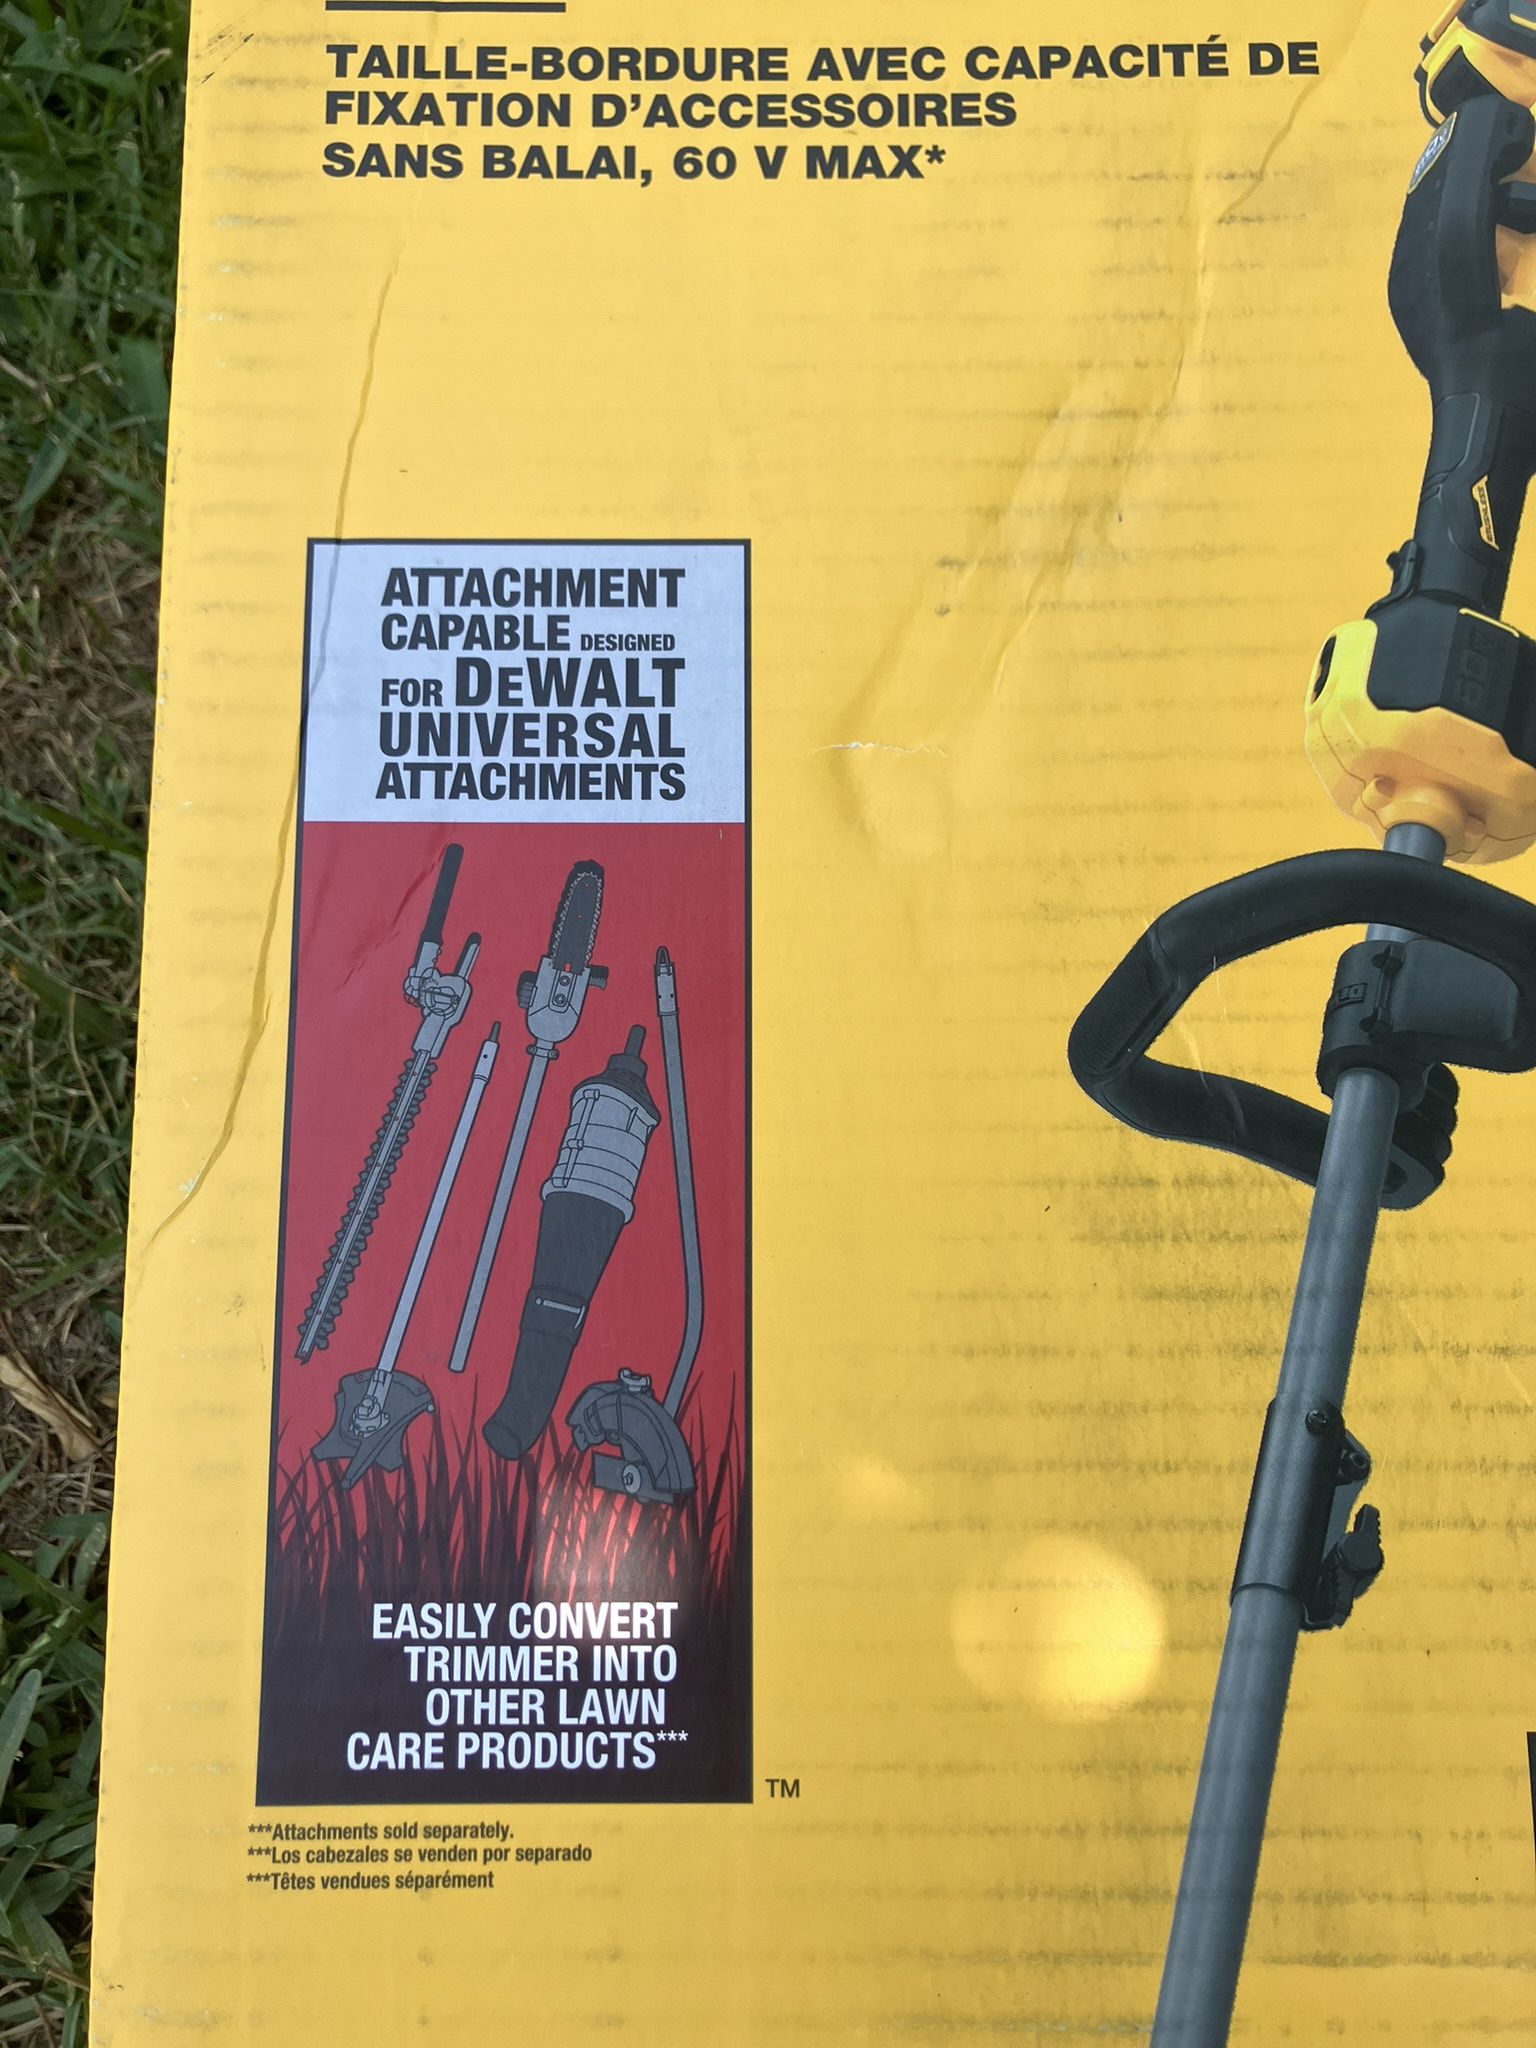 TAILLE-BORDURE AVEC CAPACITÉ DE
FIXATION D'ACCESSOIRES
SANS BALAI, 60 V MAX*
BRUSHLESS
60V
ATTACHMENT
CAPABLE DESIGNED
FOR DEWALT
UNIVERSAL
ATTACHMENTS
EASILY CONVERT
TRIMMER INTO
OTHER LAWN
CARE PRODUCTS***
TM
***Attachments sold separately.
***Los cabezales se venden por separado
***Têtes vendues séparément